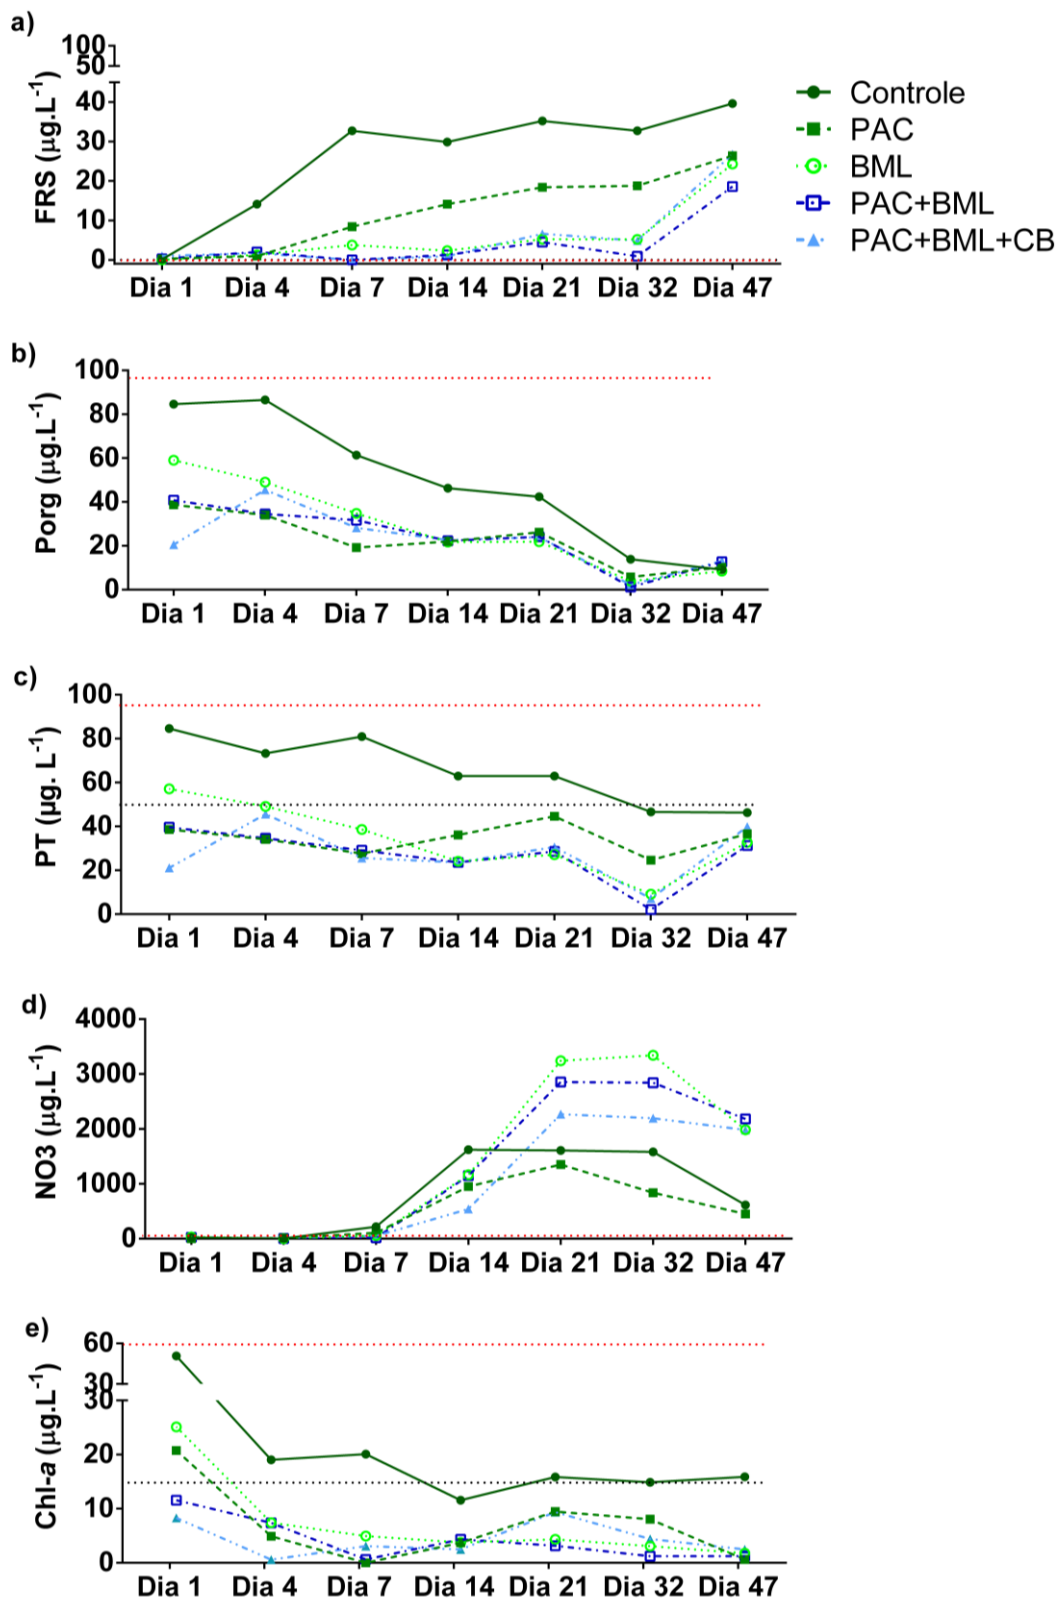 a)
FRS (µg.L⁻¹)
100
50
40
30
20
10
0
Dia 1 Dia 4 Dia 7 Dia 14 Dia 21 Dia 32 Dia 47
Controle
PAC
BML
PAC+BML
PAC+BML+CB
b)
Porg (µg.L⁻¹)
100
80
60
40
20
0
Dia 1 Dia 4 Dia 7 Dia 14 Dia 21 Dia 32 Dia 47
c)
PT (µg. L⁻¹)
100
80
60
40
20
0
Dia 1 Dia 4 Dia 7 Dia 14 Dia 21 Dia 32 Dia 47
d)
NO3 (µg.L⁻¹)
4000
3000
2000
1000
0
Dia 1 Dia 4 Dia 7 Dia 14 Dia 21 Dia 32 Dia 47
e)
Chl-a (µg.L⁻¹)
60
30
30
20
10
0
Dia 1 Dia 4 Dia 7 Dia 14 Dia 21 Dia 32 Dia 47